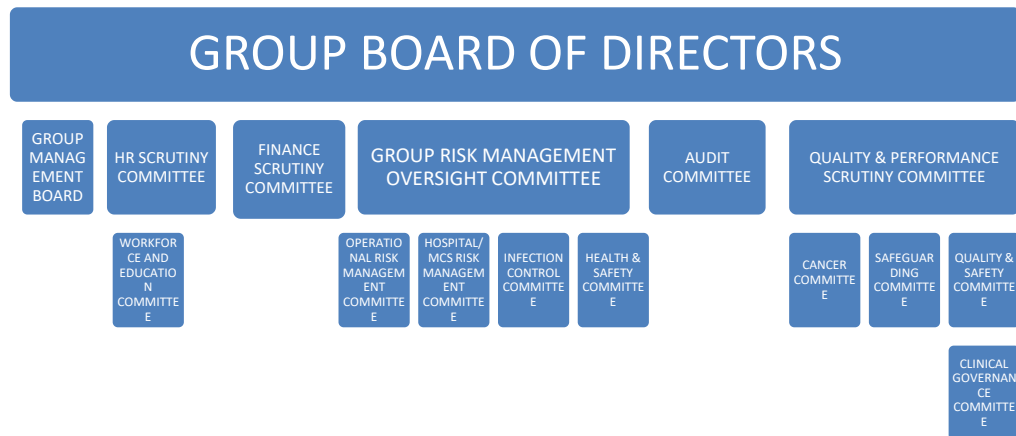 GROUP BOARD OF DIRECTORS
GROUP
MANAG
EMENT
BOARD
HR SCRUTINY
COMMITTEE
FINANCE
SCRUTINY
COMMITTEE
GROUP RISK MANAGEMENT
OVERSIGHT COMMITTEE
AUDIT
COMMITTEE
QUALITY & PERFORMANCE
SCRUTINY COMMITTEE
WORKFOR
CE AND
EDUCATIO
N
COMMITTE
E
OPERATIO
NAL RISK
MANAGEM
ENT
COMMITTE
E
HOSPITAL/
MCS RISK
MANAGEM
ENT
COMMITTE
E
INFECTION
CONTROL
COMMITTE
E
HEALTH &
SAFETY
COMMITTE
E
CANCER
COMMITTE
E
SAFEGUAR
DING
COMMITTE
E
QUALITY &
SAFETY
COMMITTE
E
CLINICAL
GOVERNAN
CE
COMMITTE
E